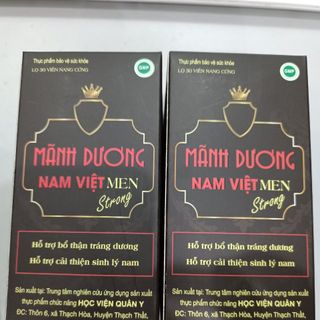 Thực phẩm bảo vệ sức khỏe
LỌ 30 VIÊN NANG CỨNG
GMP
MÃNH DƯƠNG
NAM VIỆT MEN
Strong
Hỗ trợ bổ thận tráng dương
Hỗ trợ cải thiện sinh lý nam
Sản xuất tại: Trung tâm nghiên cứu ứng dụng sản xuất
thực phẩm chức năng HỌC VIỆN QUÂN Y
ĐC: Thôn 6, xã Thạch Hòa, Huyện Thạch Thất,
Thực phẩm bảo vệ sức khỏe
LỌ 30 VIÊN NANG CỨNG
GMP
MÃNH DƯƠNG
NAM VIỆT MEN
Strong
Hỗ trợ bổ thận tráng dương
Hỗ trợ cải thiện sinh lý nam
Sản xuất tại: Trung tâm nghiên cứu ứng dụng sản xuất
thực phẩm chức năng HỌC VIỆN QUÂN Y
ĐC: Thôn 6, xã Thạch Hòa, Huyện Thạch Thất,